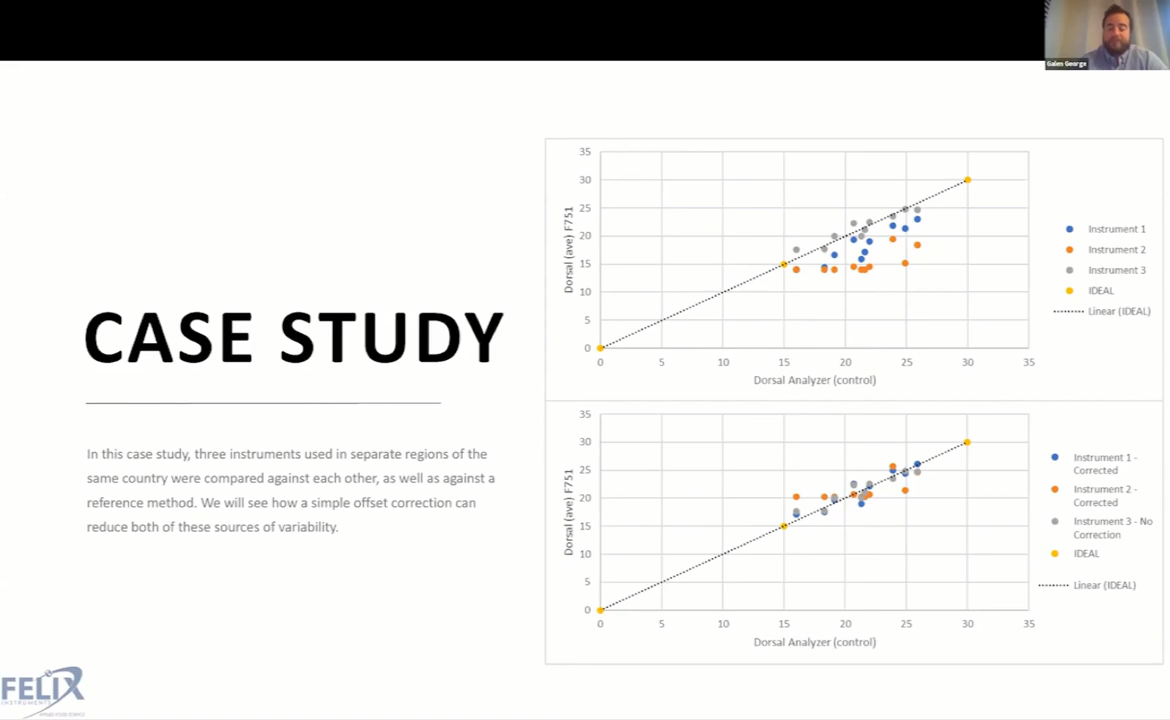 Galen George
CASE STUDY
In this case study, three instruments used in separate regions of the
same country were compared against each other, as well as against a
reference method. We will see how a simple offset correction can
reduce both of these sources of variability.
35
30
25
20
15
10
5
0
Dorsal (ave) F751
0 5 10 15 20 25 30 35
Dorsal Analyzer (control)
Instrument 1
Instrument 2
Instrument 3
IDEAL
Linear (IDEAL)
35
30
25
20
15
10
5
0
Dorsal (ave) F751
0 5 10 15 20 25 30 35
Dorsal Analyzer (control)
Instrument 1 -
Corrected
Instrument 2 -
Corrected
Instrument 3 - No
Correction
IDEAL
Linear (IDEAL)
FELIX
INSTRUMENTS
APPLIED FOOD SCIENCE